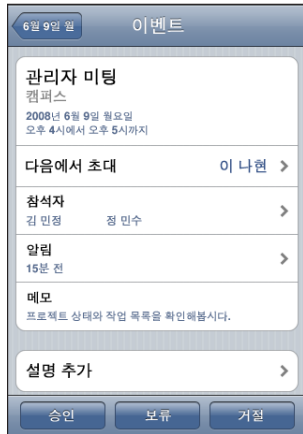 6월 9일 월
이벤트
관리자 미팅
캠퍼스
2008년 6월 9일 월요일
오후 4시에서 오후 5시까지
다음에서 초대 이 나현
참석자
김 민정 정 민수
알림
15분 전
메모
프로젝트 상태와 작업 목록을 확인해봅시다.
설명 추가
승인 보류 거절